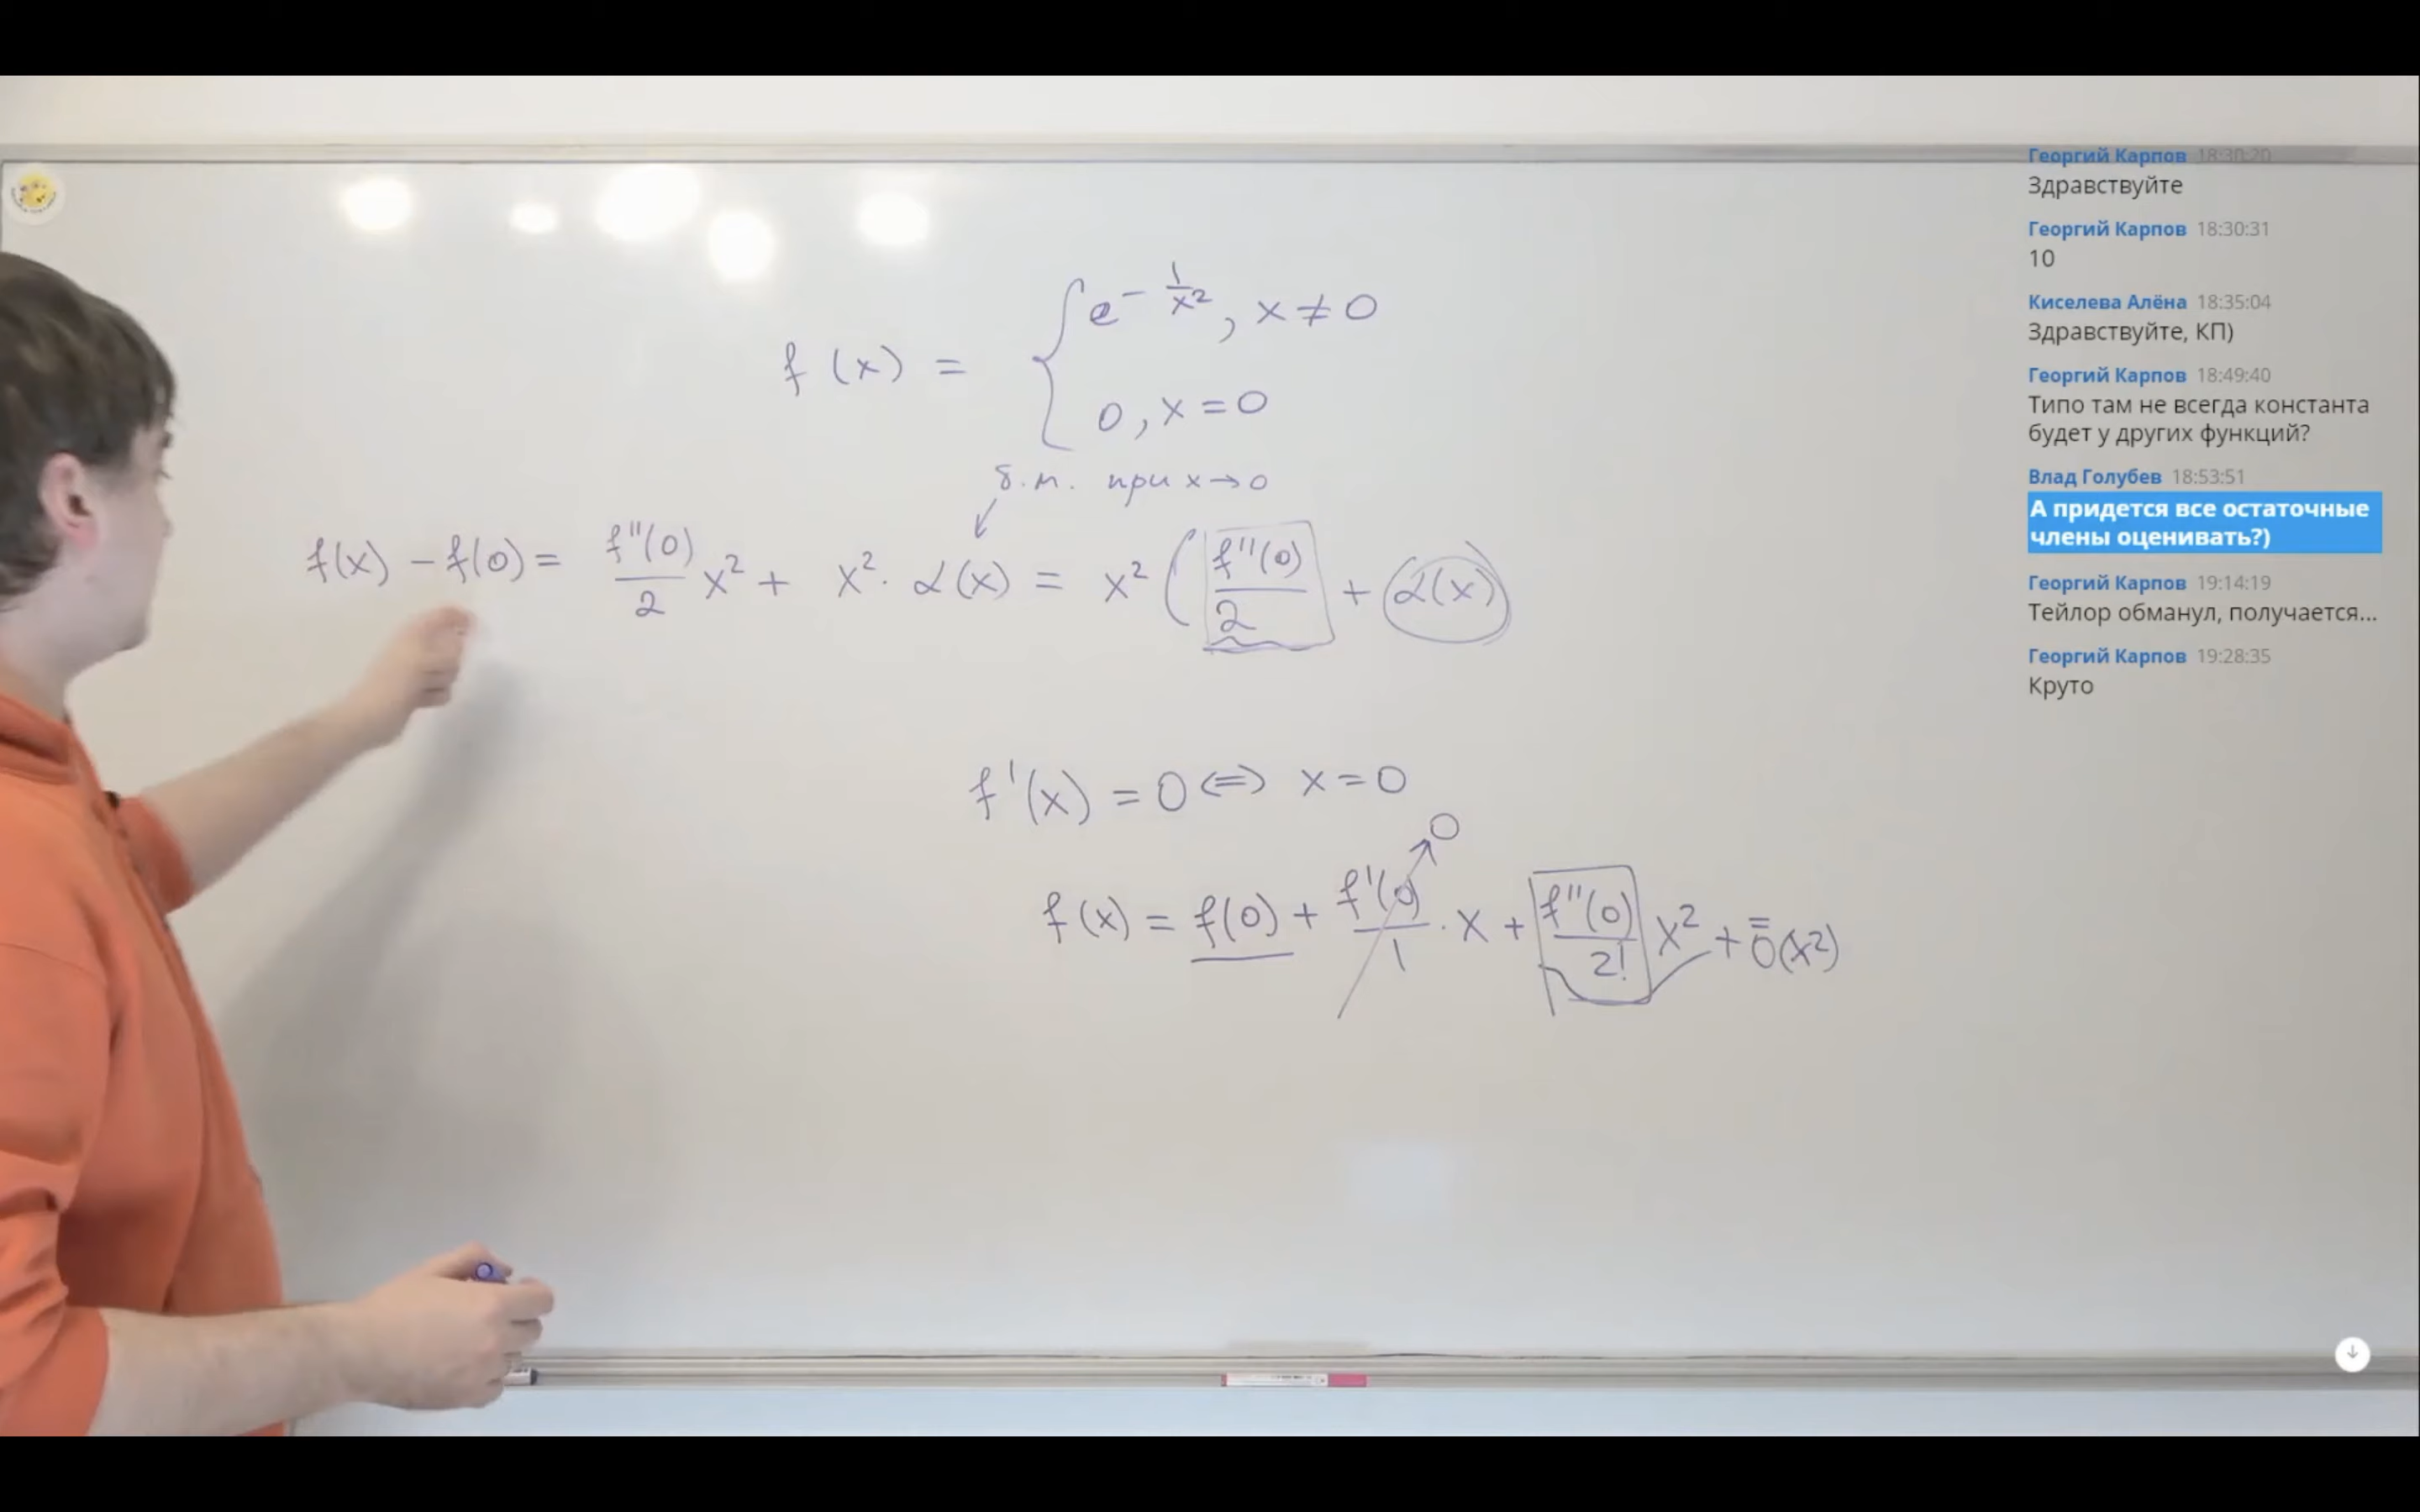 f(x) = { e^{-1/x²}, x ≠ 0
0, x = 0
б.м. при x → 0
f(x) - f(0) = f''(0)/2 x² + x² · α(x) = x² ( f''(0)/2 + α(x)
f'(x) = 0 ⇔ x = 0
0
f(x) = f(0) + f'(0)/1 · x + f''(0)/2! x² + o̿(x²)
Георгий Карпов 18:30:20
Здравствуйте
Георгий Карпов 18:30:31
10
Киселева Алёна 18:35:04
Здравствуйте, КП)
Георгий Карпов 18:49:40
Типо там не всегда константа
будет у других функций?
Влад Голубев 18:53:51
А придется все остаточные
члены оценивать?)
Георгий Карпов 19:14:19
Тейлор обманул, получается...
Георгий Карпов 19:28:35
Круто